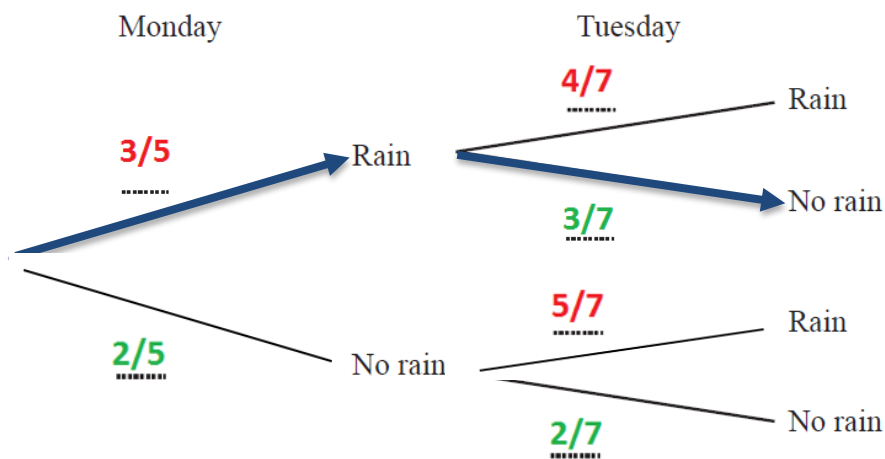 Monday
Tuesday
4/7
Rain
3/5
Rain
No rain
3/7
5/7
Rain
2/5
No rain
No rain
2/7